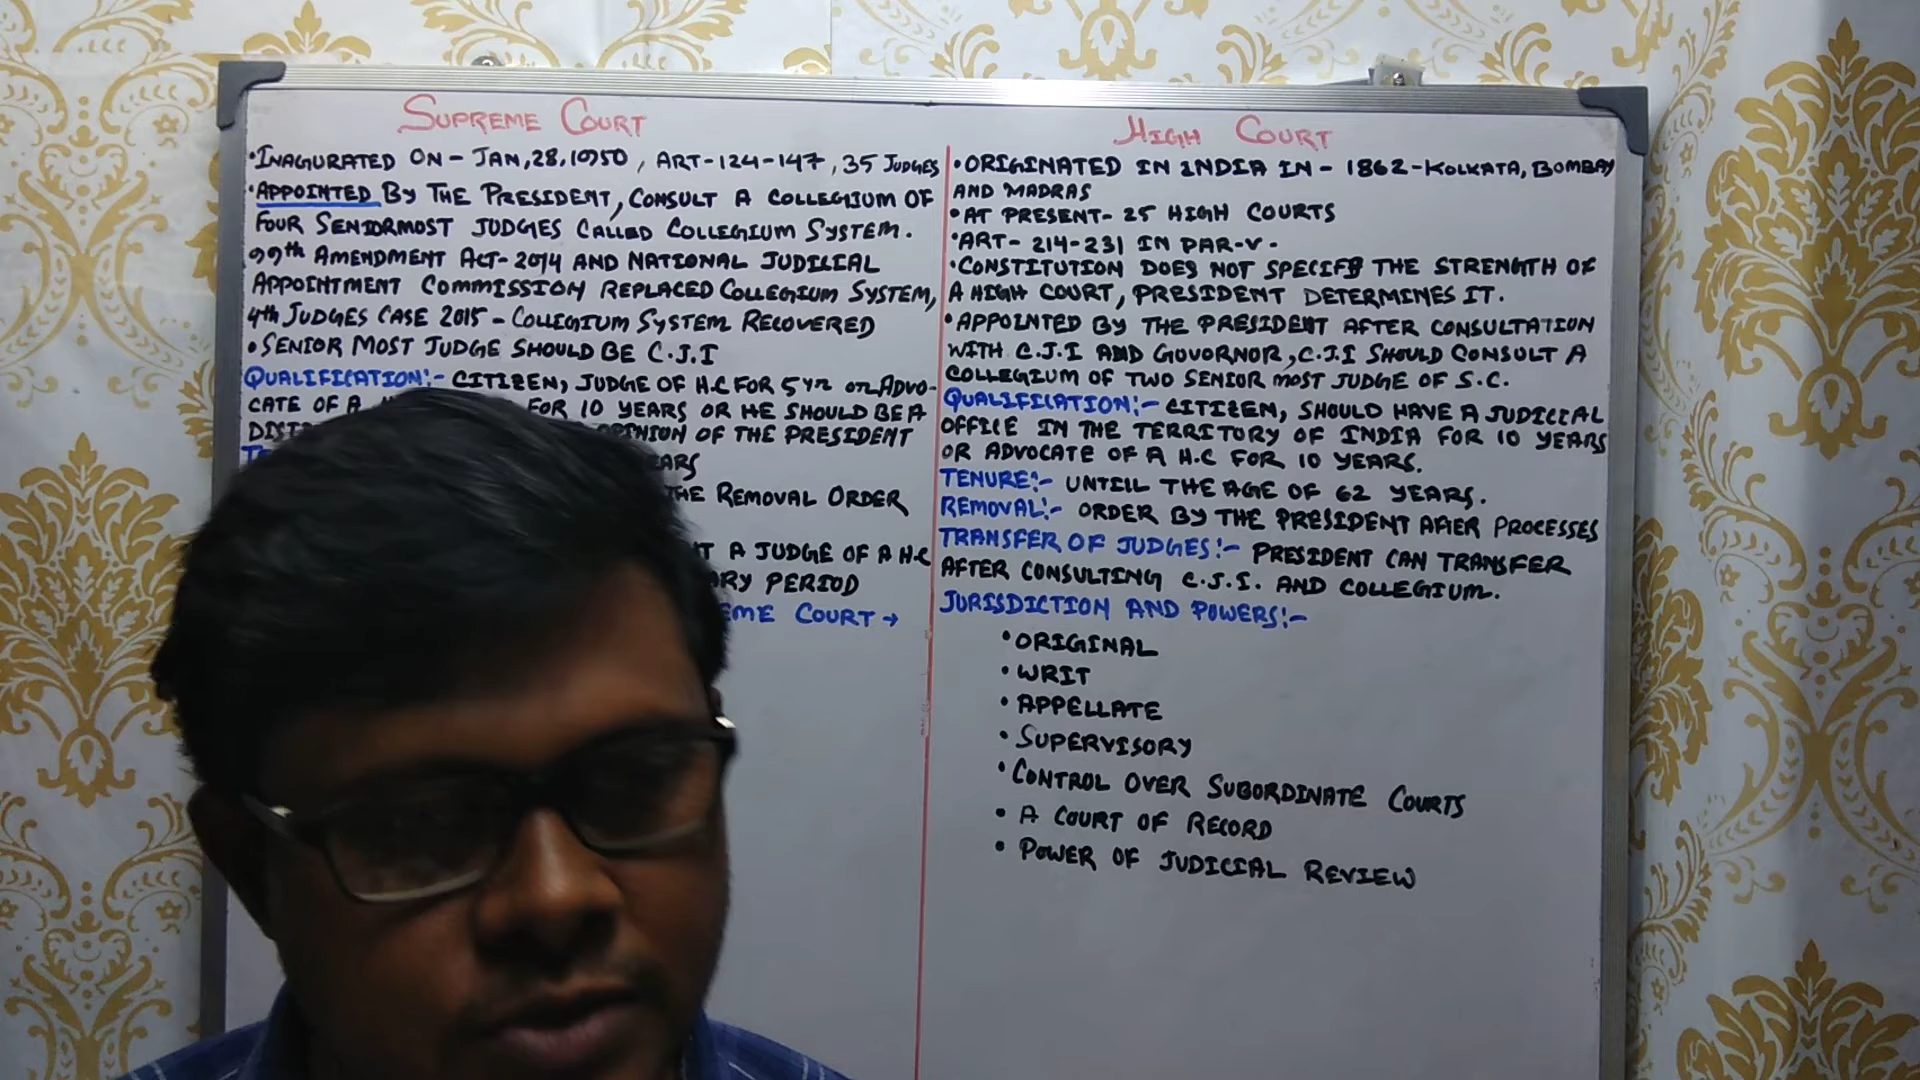 SUPREME COURT
•INAGURATED ON - JAN, 28, 1950, ART-124-147, 35 JUDGES
•APPOINTED BY THE PRESIDENT, CONSULT A COLLEGIUM OF
FOUR SENIORMOST JUDGES CALLED COLLEGIUM SYSTEM.
99th AMENDMENT ACT-2014 AND NATIONAL JUDICIAL
APPOINTMENT COMMISSION REPLACED COLLEGIUM SYSTEM,
4th JUDGES CASE 2015 - COLLEGIUM SYSTEM RECOVERED
•SENIOR MOST JUDGE SHOULD BE C.J.I
QUALIFICATION:- CITIZEN, JUDGE OF H.C FOR 5 YR OR ADVO-
CATE OF A FOR 10 YEARS OR HE SHOULD BE A
OPINION OF THE PRESIDENT
THE REMOVAL ORDER
A JUDGE OF A H.C
PERIOD
COURT →
HIGH COURT
•ORIGINATED IN INDIA IN - 1862 - KOLKATA, BOMBAY
AND MADRAS
•AT PRESENT- 25 HIGH COURTS
•ART- 214-231 IN PAR-V-
•CONSTITUTION DOES NOT SPECIFY THE STRENGTH OF
A HIGH COURT, PRESIDENT DETERMINES IT.
•APPOINTED BY THE PRESIDENT AFTER CONSULTATION
WITH C.J.I AND GOVORNOR, C.J.I SHOULD CONSULT A
COLLEGIUM OF TWO SENIOR MOST JUDGE OF S.C.
QUALIFICATION:- CITIZEN, SHOULD HAVE A JUDICIAL
OFFICE IN THE TERRITORY OF INDIA FOR 10 YEARS
OR ADVOCATE OF A H.C FOR 10 YEARS.
TENURE:- UNTIL THE AGE OF 62 YEARS.
REMOVAL:- ORDER BY THE PRESIDENT AFTER PROCESSES
TRANSFER OF JUDGES:- PRESIDENT CAN TRANSFER
AFTER CONSULTING C.J.I. AND COLLEGIUM.
JURISDICTION AND POWERS:-
• ORIGINAL
• WRIT
• APPELLATE
• SUPERVISORY
• CONTROL OVER SUBORDINATE COURTS
• A COURT OF RECORD
• POWER OF JUDICIAL REVIEW